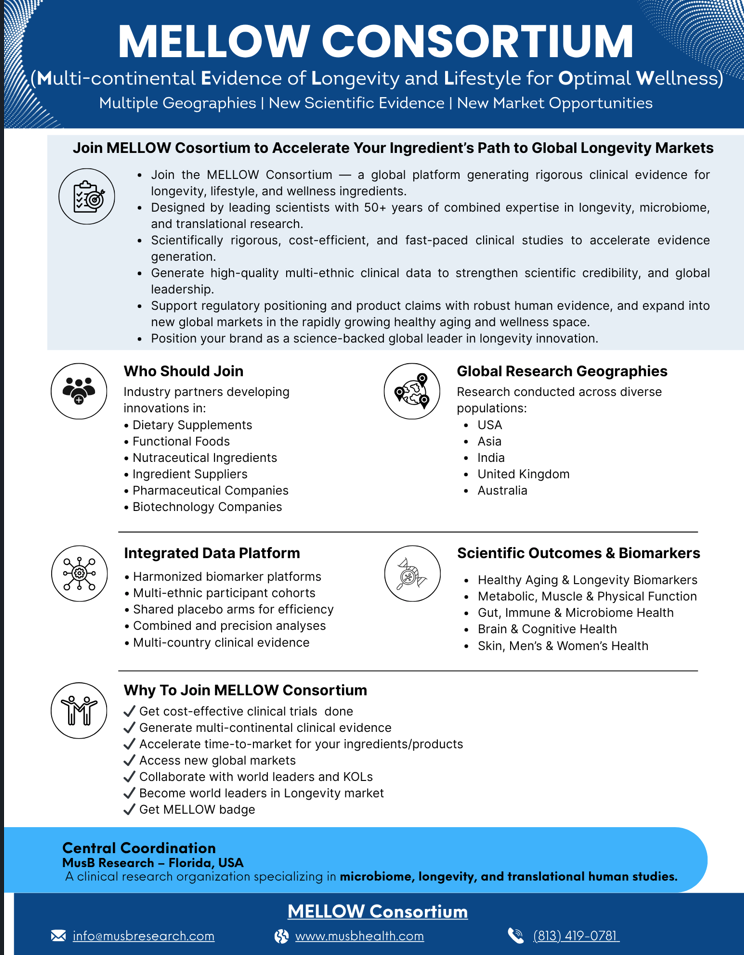 MELLOW CONSORTIUM
(Multi-continental Evidence of Longevity and Lifestyle for Optimal Wellness)
Multiple Geographies | New Scientific Evidence | New Market Opportunities
Join MELLOW Cosortium to Accelerate Your Ingredient's Path to Global Longevity Markets
• Join the MELLOW Consortium — a global platform generating rigorous clinical evidence for
longevity, lifestyle, and wellness ingredients.
• Designed by leading scientists with 50+ years of combined expertise in longevity, microbiome,
and translational research.
• Scientifically rigorous, cost-efficient, and fast-paced clinical studies to accelerate evidence
generation.
• Generate high-quality multi-ethnic clinical data to strengthen scientific credibility, and global
leadership.
• Support regulatory positioning and product claims with robust human evidence, and expand into
new global markets in the rapidly growing healthy aging and wellness space.
• Position your brand as a science-backed global leader in longevity innovation.
Who Should Join
Industry partners developing
innovations in:
• Dietary Supplements
• Functional Foods
• Nutraceutical Ingredients
• Ingredient Suppliers
• Pharmaceutical Companies
• Biotechnology Companies
Global Research Geographies
Research conducted across diverse
populations:
• USA
• Asia
• India
• United Kingdom
• Australia
Integrated Data Platform
• Harmonized biomarker platforms
• Multi-ethnic participant cohorts
• Shared placebo arms for efficiency
• Combined and precision analyses
• Multi-country clinical evidence
Scientific Outcomes & Biomarkers
• Healthy Aging & Longevity Biomarkers
• Metabolic, Muscle & Physical Function
• Gut, Immune & Microbiome Health
• Brain & Cognitive Health
• Skin, Men's & Women's Health
Why To Join MELLOW Consortium
✓ Get cost-effective clinical trials done
✓ Generate multi-continental clinical evidence
✓ Accelerate time-to-market for your ingredients/products
✓ Access new global markets
✓ Collaborate with world leaders and KOLs
✓ Become world leaders in Longevity market
✓ Get MELLOW badge
Central Coordination
MusB Research – Florida, USA
A clinical research organization specializing in microbiome, longevity, and translational human studies.
MELLOW Consortium
info@musbresearch.com
www.musbhealth.com
(813) 419-0781